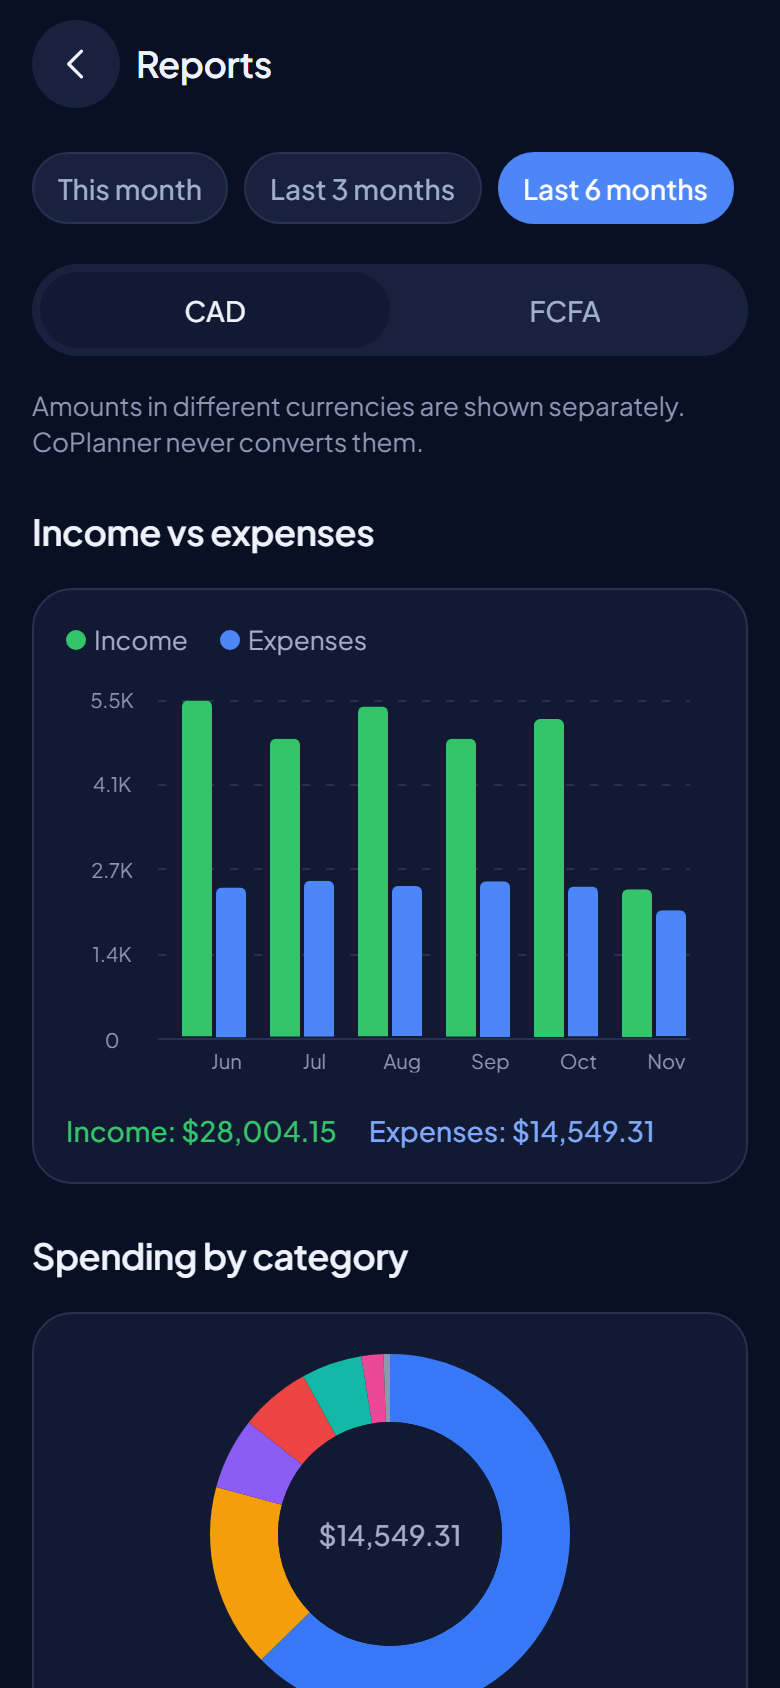 Reports
This month
Last 3 months
Last 6 months
CAD
FCFA
Amounts in different currencies are shown separately.
CoPlanner never converts them.
Income vs expenses
Income
Expenses
5.5K
4.1K
2.7K
1.4K
0
Jun
Jul
Aug
Sep
Oct
Nov
Income: $28,004.15
Expenses: $14,549.31
Spending by category
$14,549.31